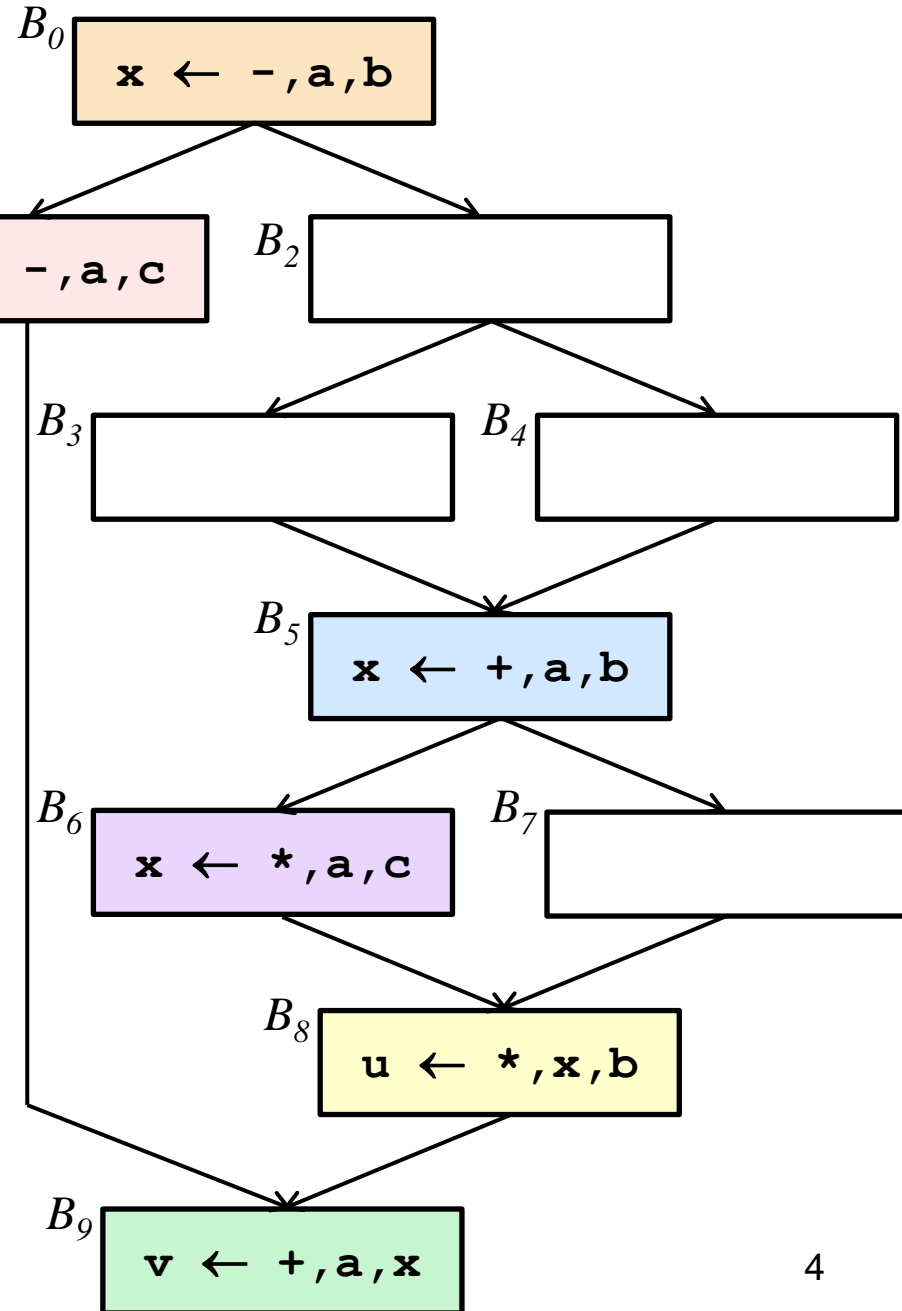 B0
x ← -,a,b
-,a,c
B2
B3
B4
B5
x ← +,a,b
B6
x ← *,a,c
B7
B8
u ← *,x,b
B9
v ← +,a,x
4